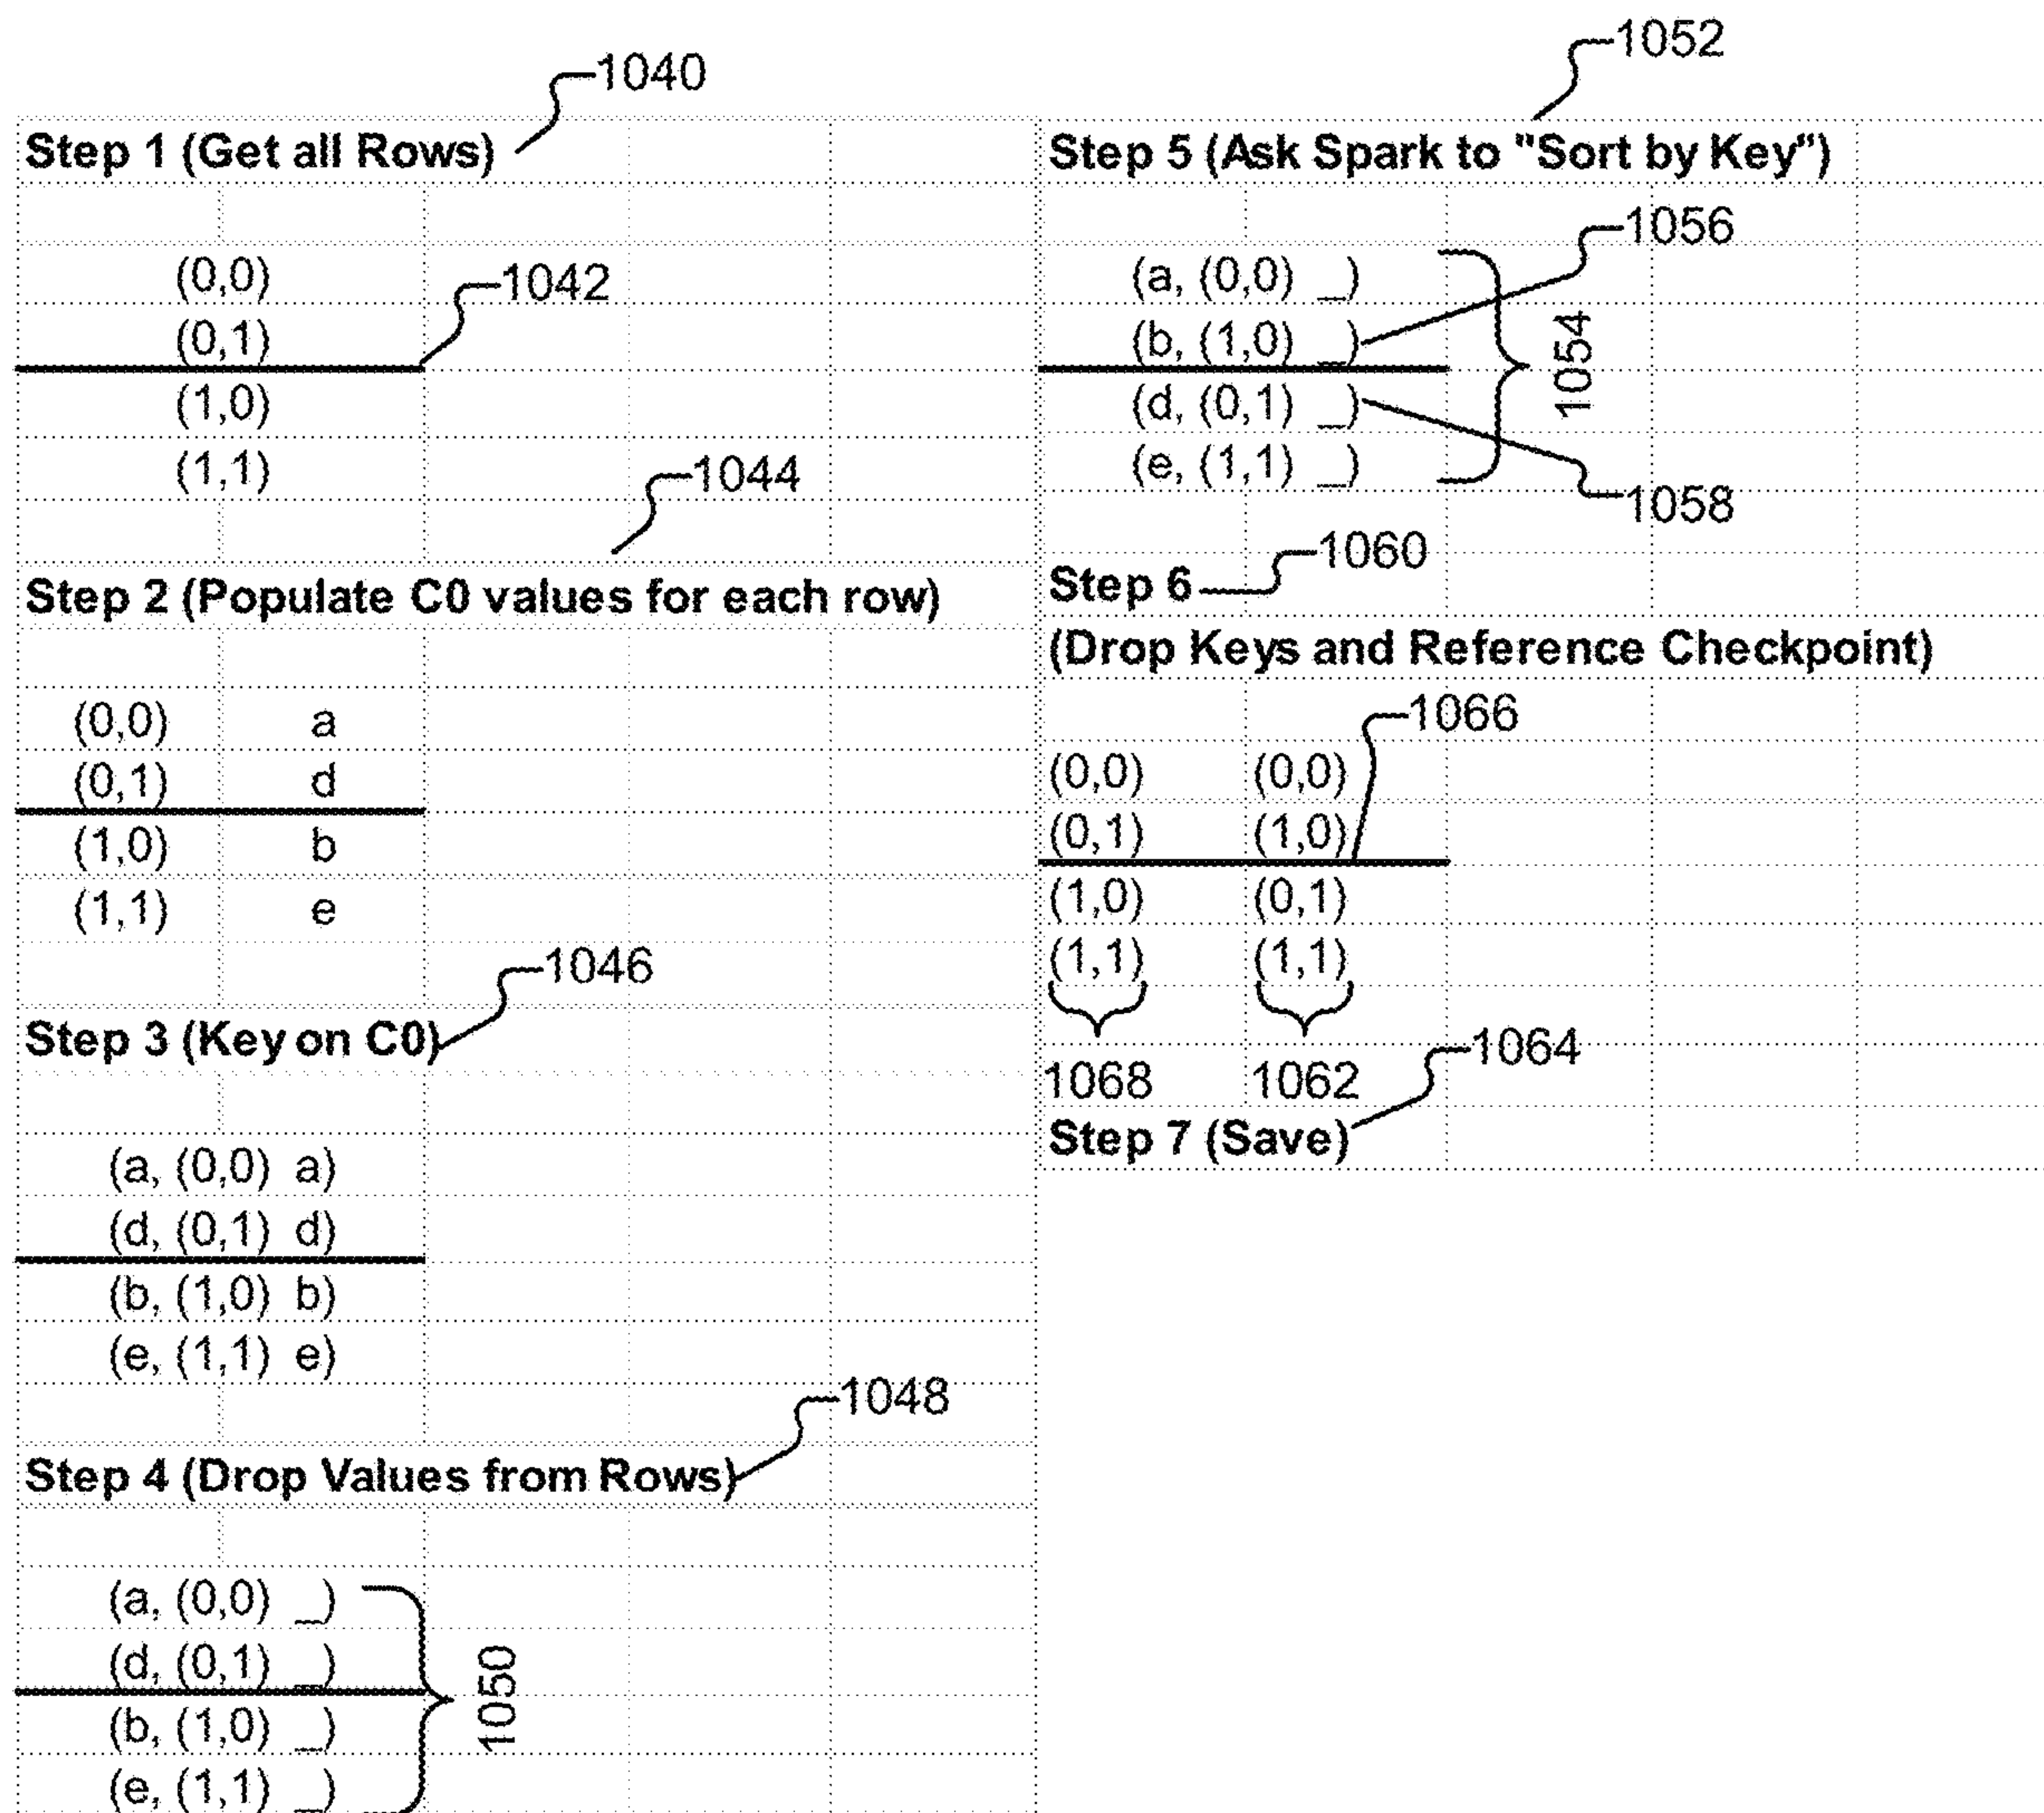 1040
Step 1 (Get all Rows)
(0,0)
1042
(0,1)
(1,0)
(1,1)
1044
Step 2 (Populate C0 values for each row)
(0,0) a
(0,1) d
(1,0) b
(1,1) e
1046
Step 3 (Key on C0)
(a, (0,0) a)
(d, (0,1) d)
(b, (1,0) b)
(e, (1,1) e)
1048
Step 4 (Drop Values from Rows)
(a, (0,0) _)
(d, (0,1) _)
1050
(b, (1,0) _)
(e, (1,1) _)
1052
Step 5 (Ask Spark to "Sort by Key")
1056
(a, (0,0) _)
(b, (1,0) _)
1054
(d, (0,1) _)
(e, (1,1) _)
1058
1060
Step 6
(Drop Keys and Reference Checkpoint)
1066
(0,0) (0,0)
(0,1) (1,0)
(1,0) (0,1)
(1,1) (1,1)
1064
1068 1062
Step 7 (Save)